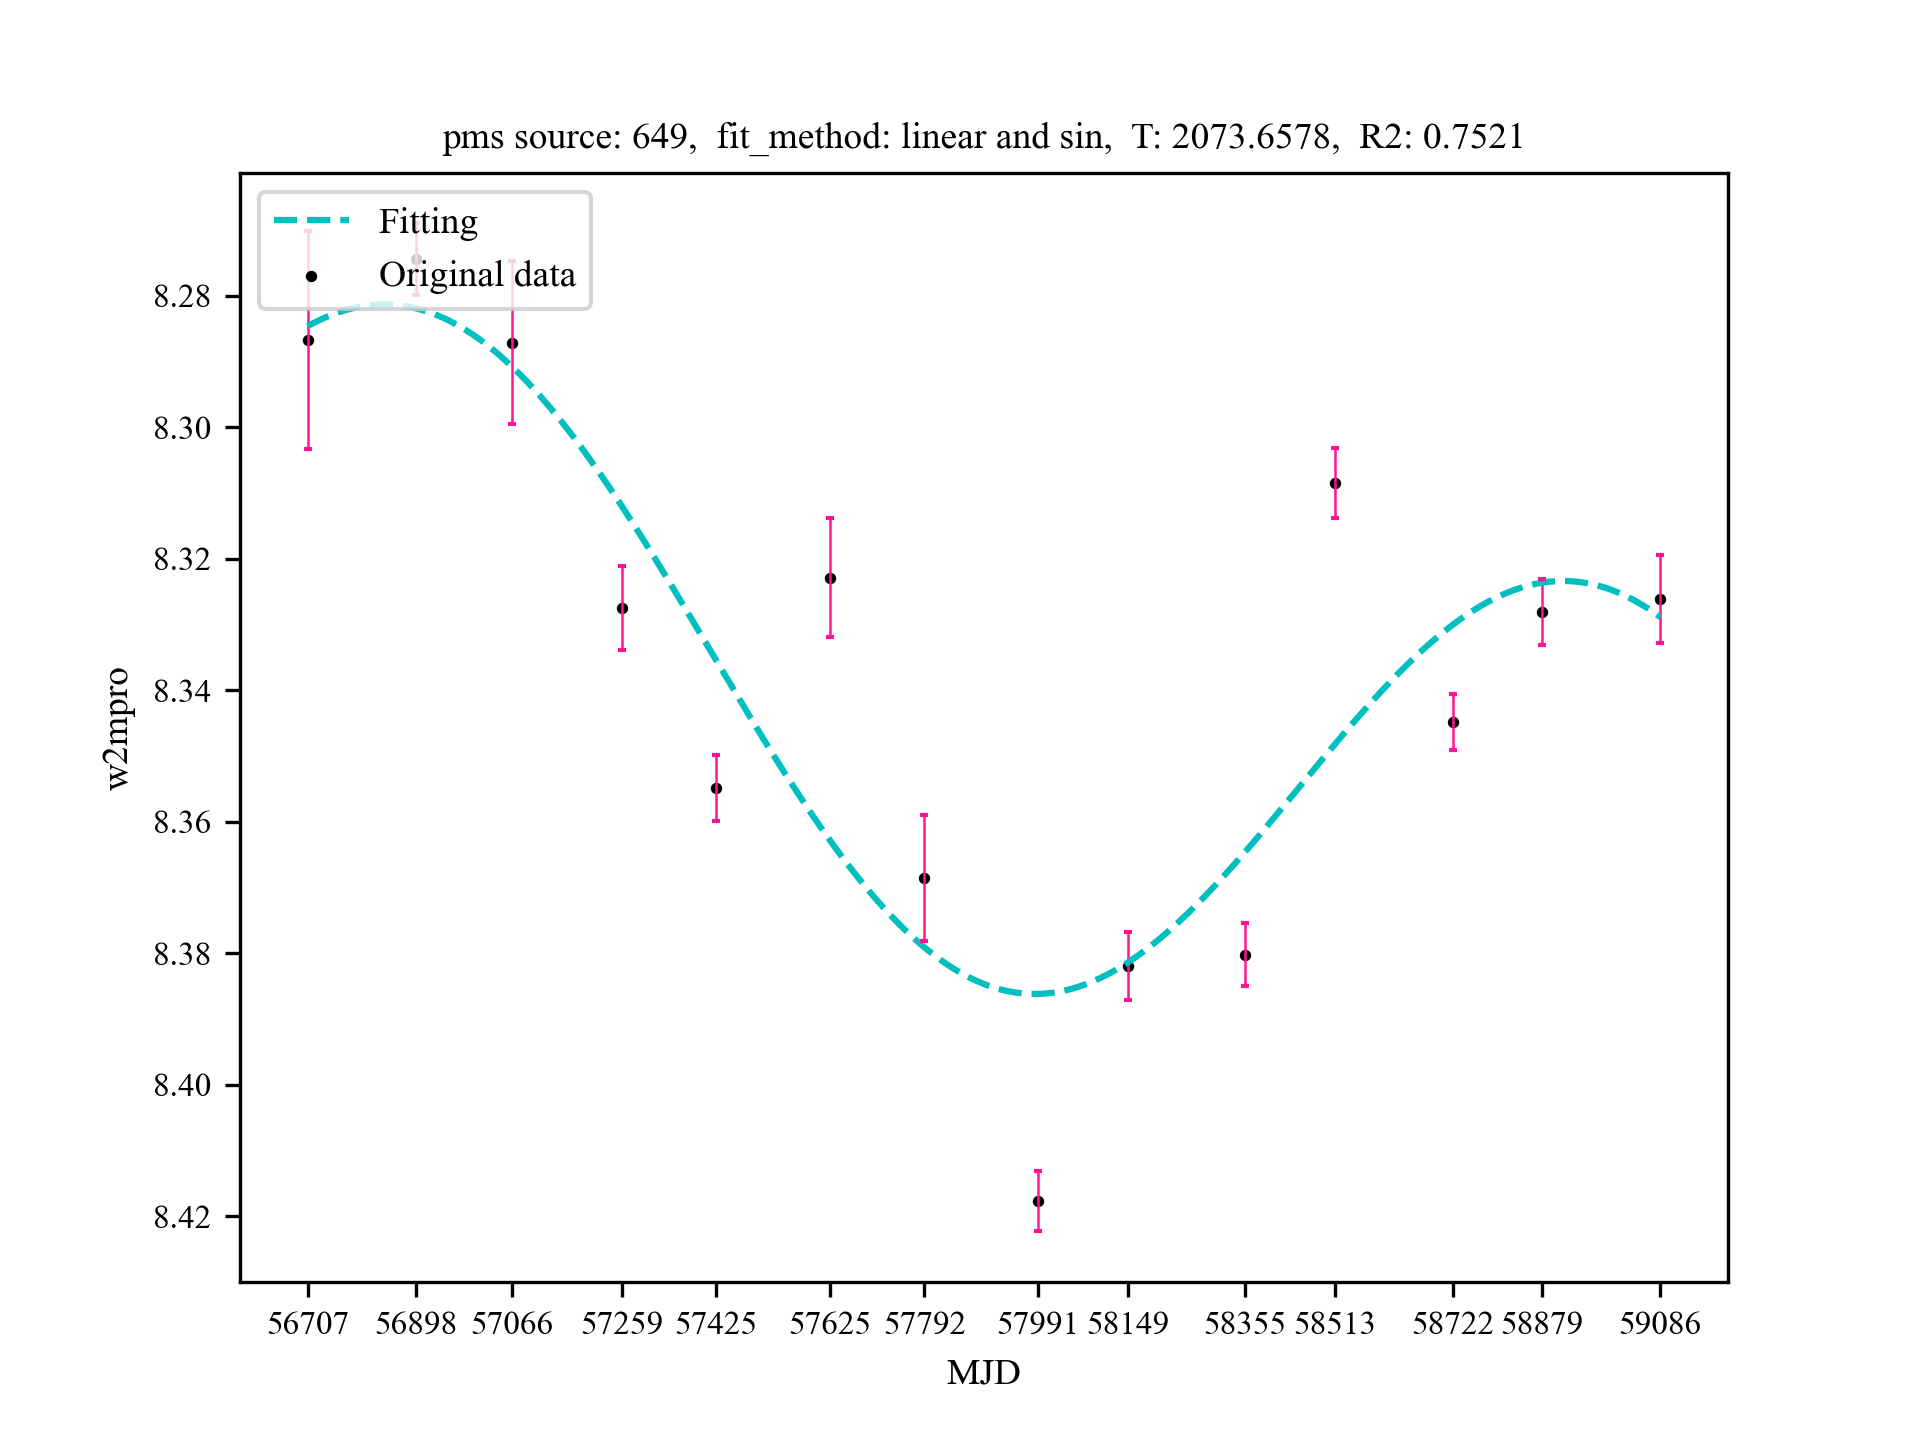 pms source: 649,  fit_method: linear and sin,  T: 2073.6578,  R2: 0.7521
Fitting
Original data
8.28
8.30
8.32
8.34
8.36
8.38
8.40
8.42
w2mpro
56707 56898 57066 57259 57425 57625 57792 57991 58149 58355 58513 58722 58879 59086
MJD